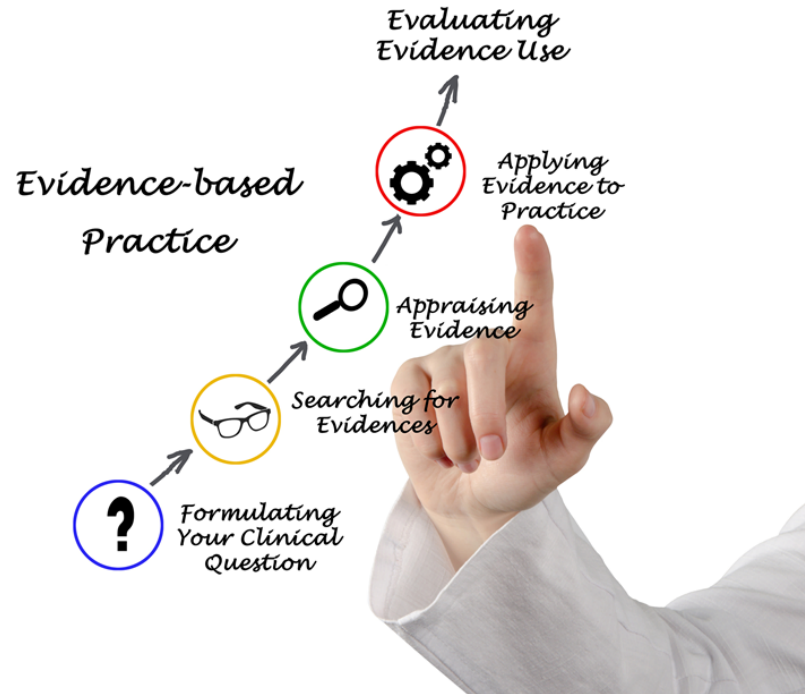 Evaluating
Evidence Use
Applying
Evidence to
Practice
Evidence-based
Practice
Appraising
Evidence
Searching for
Evidences
Formulating
Your Clinical
Question
?